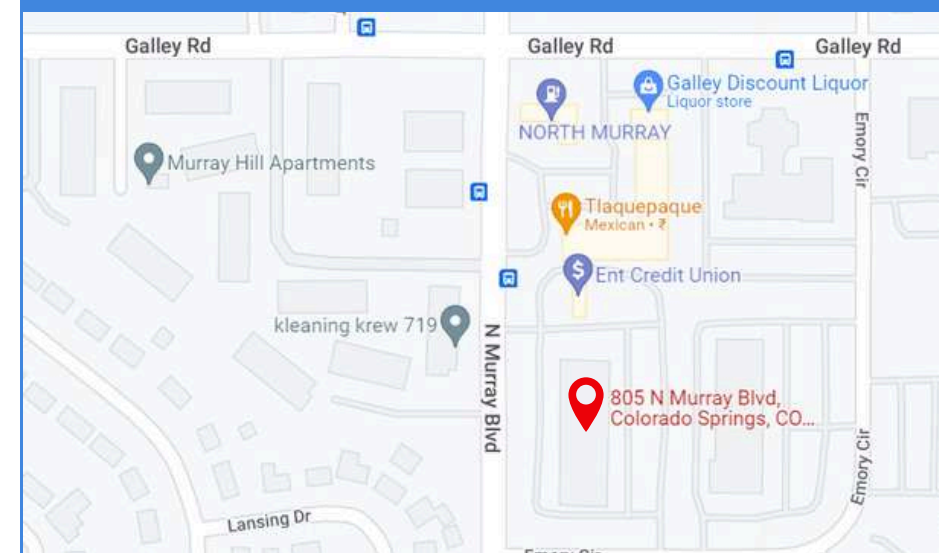 Galley Rd
Galley Rd
Galley Rd
Galley Discount Liquor
Liquor store
NORTH MURRAY
Emory Cir
Murray Hill Apartments
Tlaquepaque
Mexican • ₹
Ent Credit Union
kleaning krew 719
N Murray Blvd
805 N Murray Blvd,
Colorado Springs, CO...
Emory Cir
Lansing Dr
Emory Cir